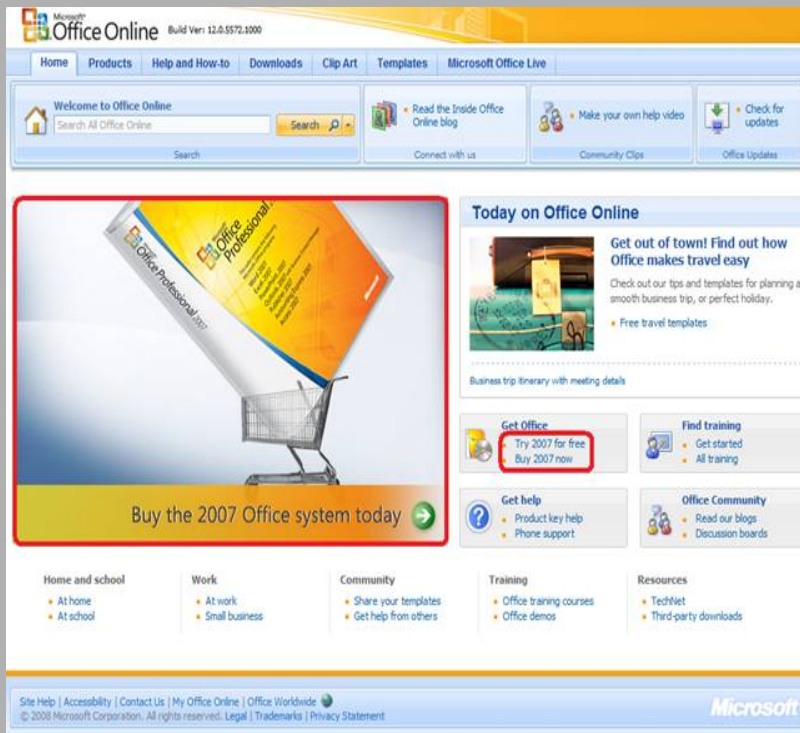 Microsoft
Office Online Build Ver: 12.0.5572.1000
Home Products Help and How-to Downloads Clip Art Templates Microsoft Office Live
Welcome to Office Online
Search All Office Online
Search
Search
Read the Inside Office
Online blog
Connect with us
Make your own help video
Community Clips
Check for
updates
Office Updates
Office Professional 2007
Office
Professional
Word 2007
Excel 2007
Access 2007
Microsoft
Buy the 2007 Office system today
Today on Office Online
Get out of town! Find out how
Office makes travel easy
Check out our tips and templates for planning a
smooth business trip, or perfect holiday.
Free travel templates
Business trip itinerary with meeting details
Get Office
Try 2007 for free
Buy 2007 now
Find training
Get started
All training
Get help
Product key help
Phone support
Office Community
Read our blogs
Discussion boards
Home and school
At home
At school
Work
At work
Small business
Community
Share your templates
Get help from others
Training
Office training courses
Office demos
Resources
TechNet
Third-party downloads
Site Help | Accessibility | Contact Us | My Office Online | Office Worldwide
© 2008 Microsoft Corporation. All rights reserved. Legal | Trademarks | Privacy Statement
Microsoft